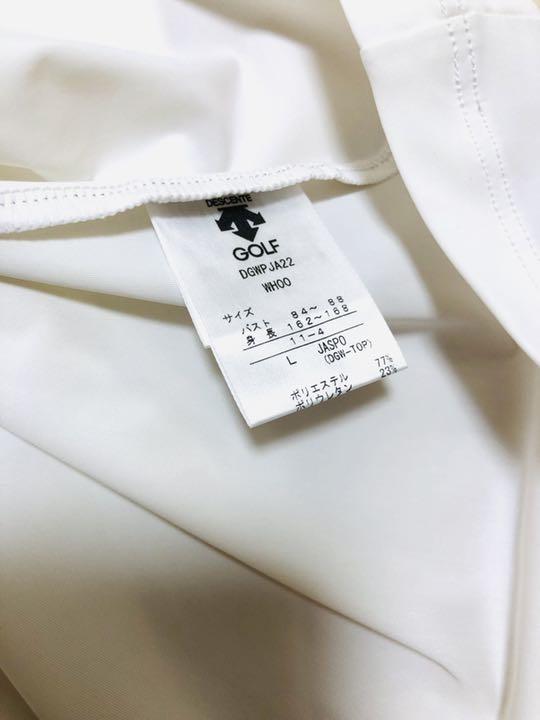 DESCENTE
GOLF
DGWPJA22
WH00
サイズ
バスト 84～ 88
身長 162～168
11-4
L JASPO
(DGW-TOP)
ポリエステル 77%
ポリウレタン 23%